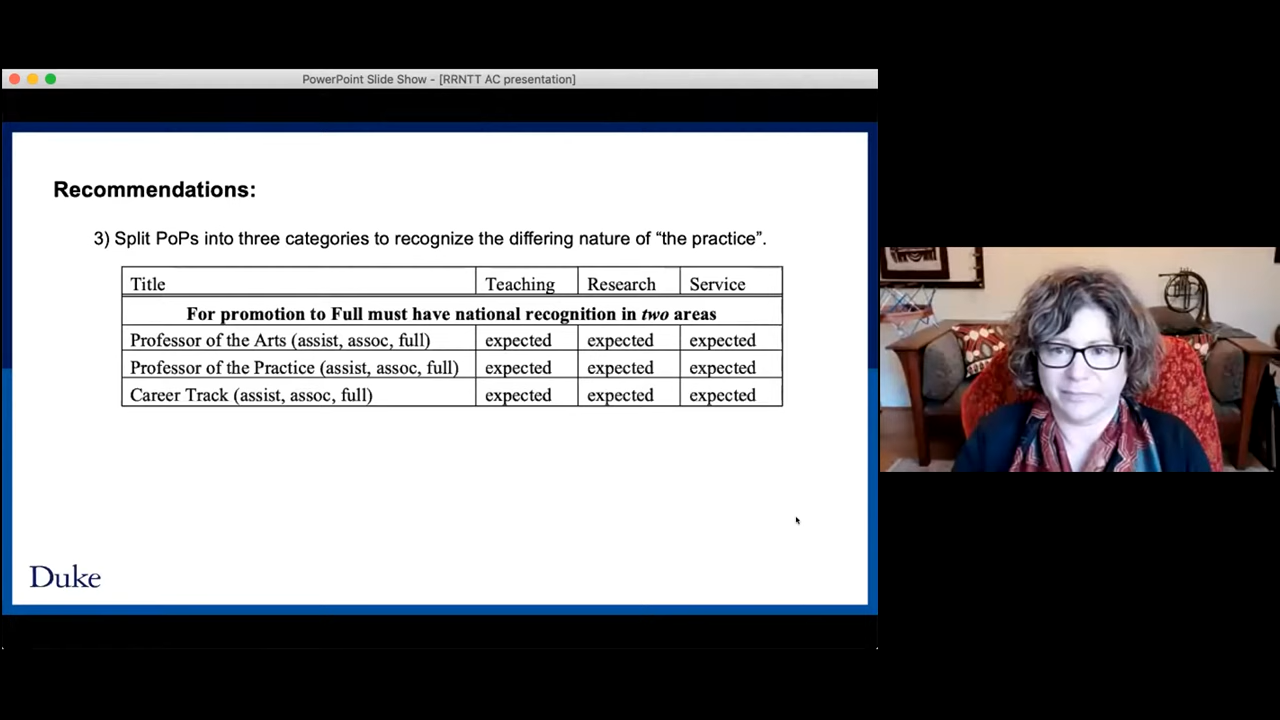 PowerPoint Slide Show - [RRNTT AC presentation]
Recommendations:
3) Split PoPs into three categories to recognize the differing nature of “the practice”.
Title Teaching Research Service
For promotion to Full must have national recognition in two areas
Professor of the Arts (assist, assoc, full) expected expected expected
Professor of the Practice (assist, assoc, full) expected expected expected
Career Track (assist, assoc, full) expected expected expected
Duke